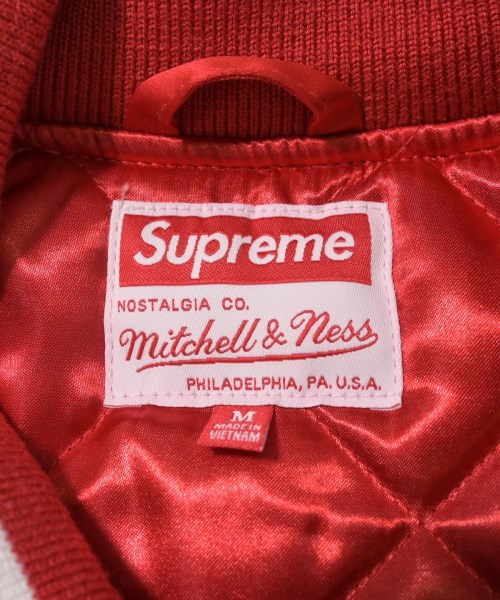 Supreme
NOSTALGIA CO.
Mitchell & Ness
PHILADELPHIA, PA. U.S.A.
M
MADE IN
VIETNAM